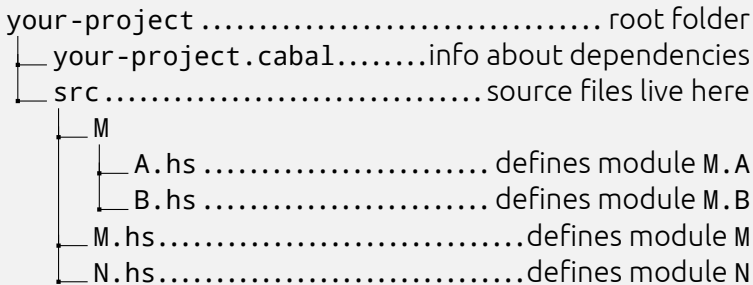 your-project ................................... root folder
your-project.cabal........info about dependencies
src ................................. source files live here
M
A.hs ......................... defines module M.A
B.hs ......................... defines module M.B
M.hs................................defines module M
N.hs................................defines module N